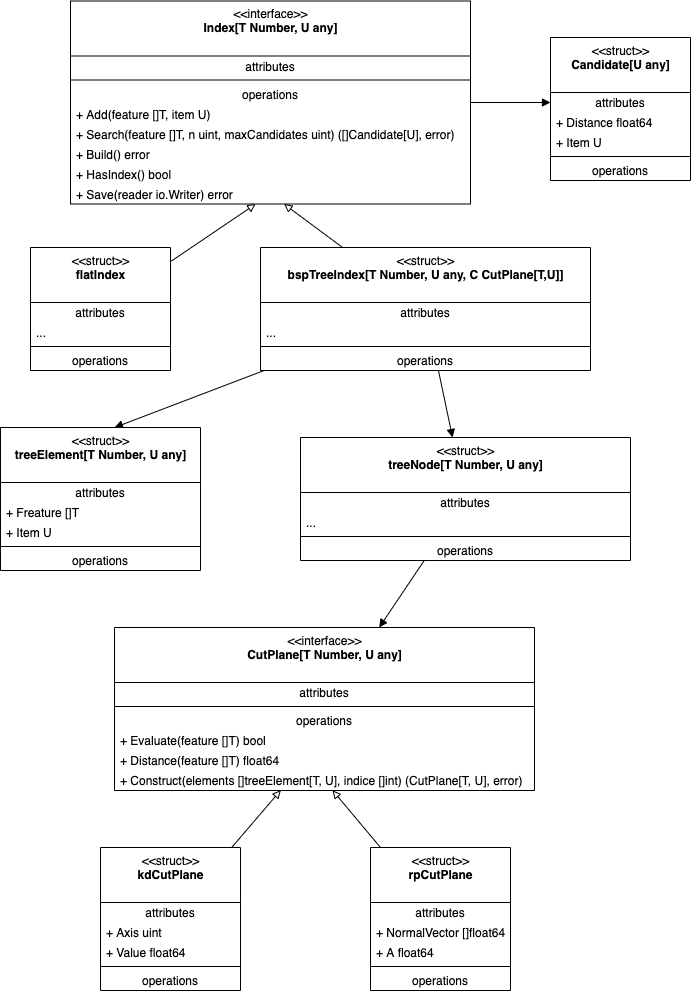 <<interface>>
Index[T Number, U any]
attributes
operations
+ Add(feature []T, item U)
+ Search(feature []T, n uint, maxCandidates uint) ([]Candidate[U], error)
+ Build() error
+ HasIndex() bool
+ Save(reader io.Writer) error
<<struct>>
Candidate[U any]
attributes
+ Distance float64
+ Item U
operations
<<struct>>
flatIndex
attributes
...
operations
<<struct>>
bspTreeIndex[T Number, U any, C CutPlane[T,U]]
attributes
...
operations
<<struct>>
treeElement[T Number, U any]
attributes
+ Freature []T
+ Item U
operations
<<struct>>
treeNode[T Number, U any]
attributes
...
operations
<<interface>>
CutPlane[T Number, U any]
attributes
operations
+ Evaluate(feature []T) bool
+ Distance(feature []T) float64
+ Construct(elements []treeElement[T, U], indice []int) (CutPlane[T, U], error)
<<struct>>
kdCutPlane
attributes
+ Axis uint
+ Value float64
operations
<<struct>>
rpCutPlane
attributes
+ NormalVector []float64
+ A float64
operations